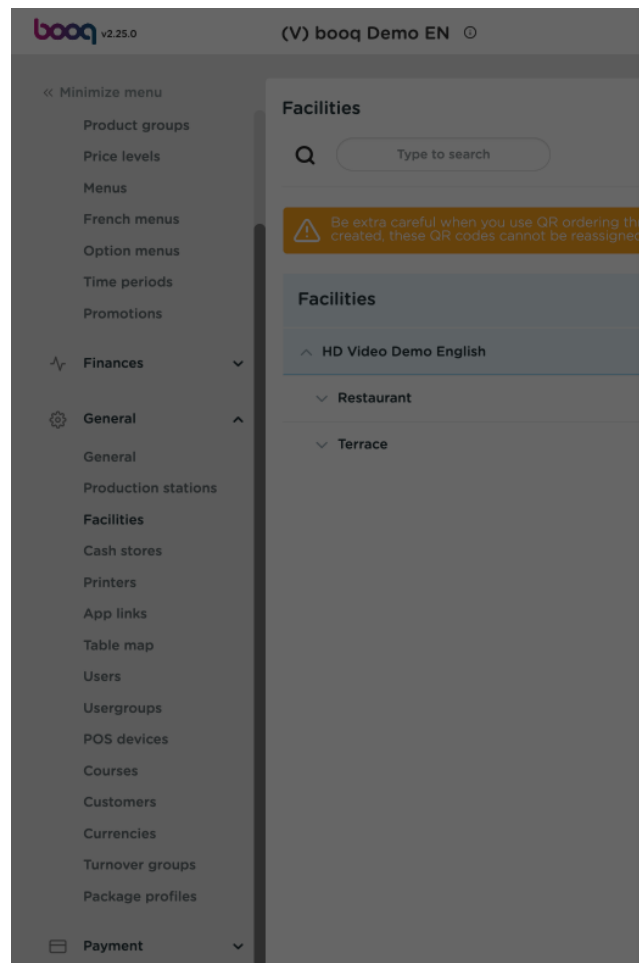 booq v2.25.0
(V) booq Demo EN
Minimize menu
Product groups
Price levels
Menus
French menus
Option menus
Time periods
Promotions
Finances
General
General
Production stations
Facilities
Cash stores
Printers
App links
Table map
Users
Usergroups
POS devices
Courses
Customers
Currencies
Turnover groups
Package profiles
Payment
Facilities
Type to search
Be extra careful when you use QR ordering
created, these QR codes cannot be reassigned
Facilities
HD Video Demo English
Restaurant
Terrace